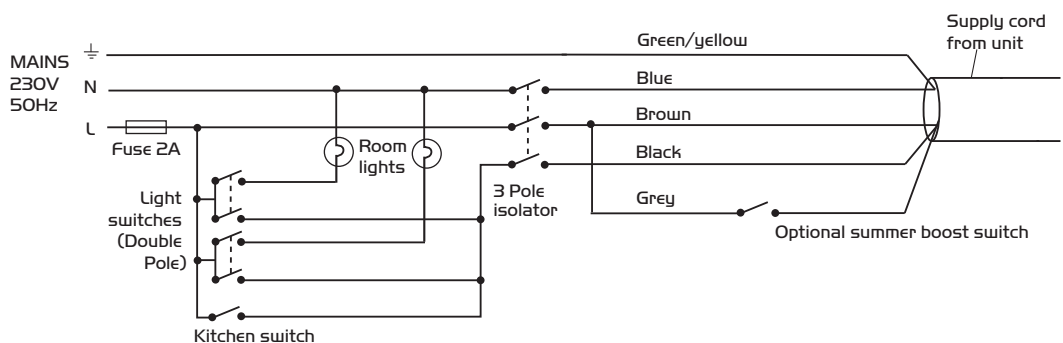 Supply cord
from unit
Green/yellow
MAINS
230V
50Hz
N
Blue
L
Brown
Fuse 2A
Room
lights
Black
3 Pole
isolator
Light
switches
(Double
Pole)
Grey
Optional summer boost switch
Kitchen switch